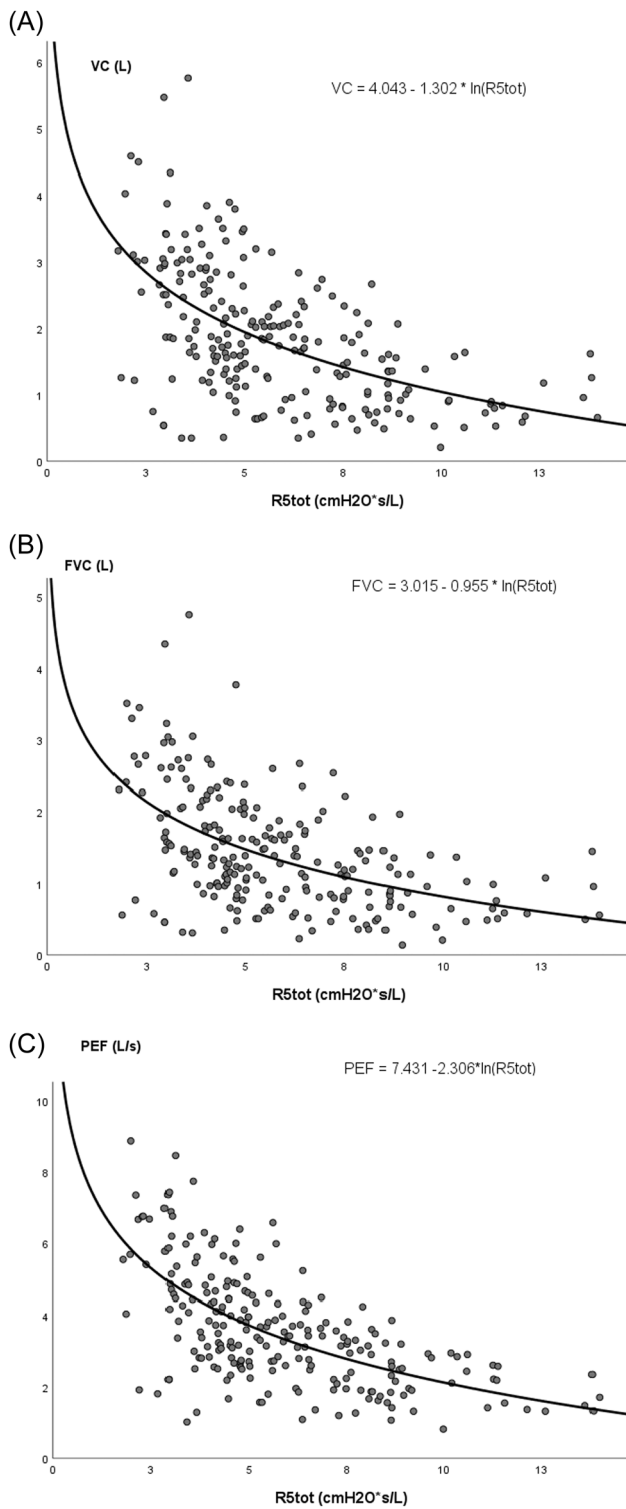 (A)
VC (L)
VC = 4.043 - 1.302 * ln(R5tot)
6
5
4
3
2
1
0
0 3 5 8 10 13
R5tot (cmH2O*s/L)
(B)
FVC (L)
FVC = 3.015 - 0.955 * ln(R5tot)
5
4
3
2
1
0
0 3 5 8 10 13
R5tot (cmH2O*s/L)
(C)
PEF (L/s)
PEF = 7.431 -2.306*ln(R5tot)
10
8
6
4
2
0
0 3 5 8 10 13
R5tot (cmH2O*s/L)